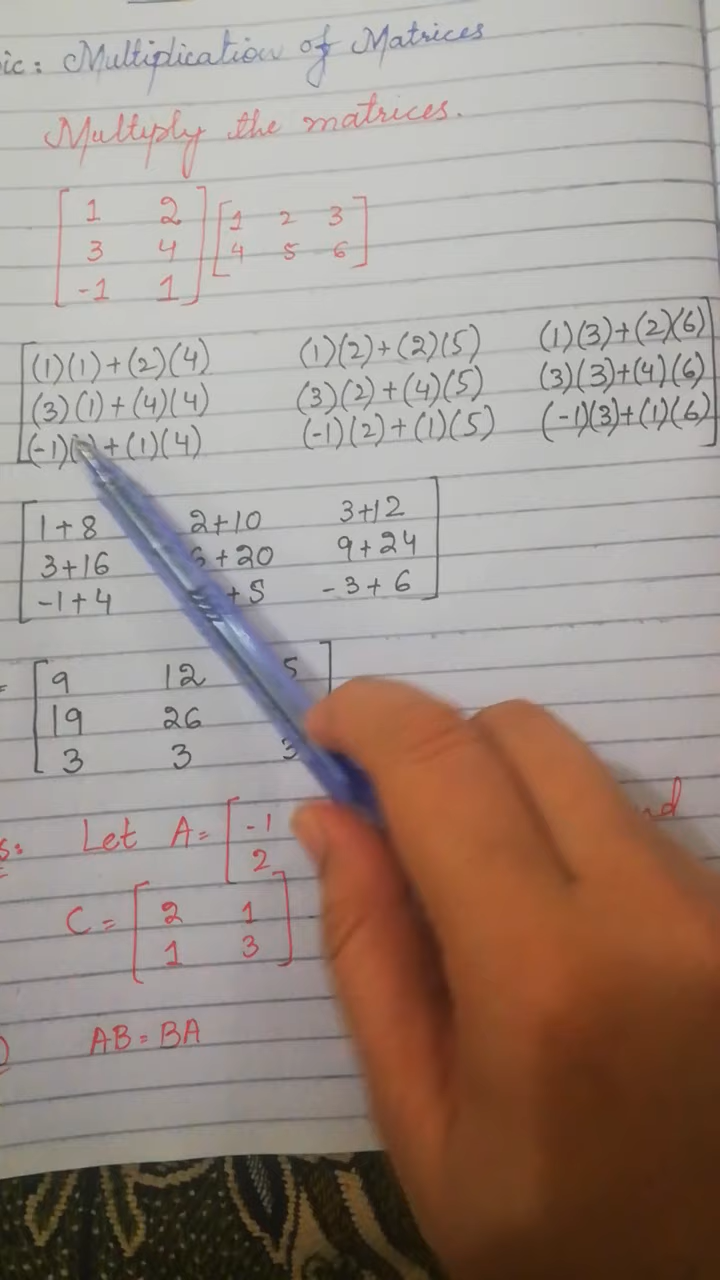 ic: Multiplication of Matrices
Multiply the matrices.
[1 2] [1 2 3]
[3 4] [4 5 6]
[-1 1]
[(1)(1)+(2)(4) (1)(2)+(2)(5) (1)(3)+(2)(6)]
[(3)(1)+(4)(4) (3)(2)+(4)(5) (3)(3)+(4)(6)]
[(-1)( )+(1)(4) (-1)(2)+(1)(5) (-1)(3)+(1)(6)]
[1+8 2+10 3+12]
[3+16 6+20 9+24]
[-1+4 +5 -3+6]
= [9 12 5]
[19 26
[3 3 3
s: Let A= [-1 nd
[2
C= [2 1]
[1 3]
) AB=BA